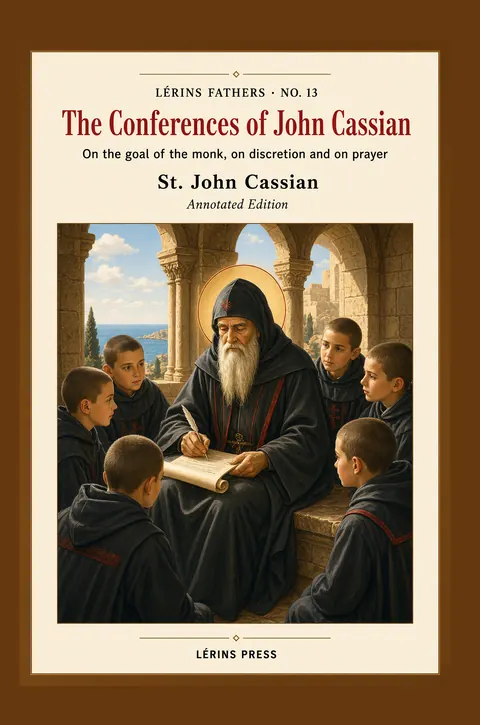 LÉRINS FATHERS · NO. 13
The Conferences of John Cassian
On the goal of the monk, on discretion and on prayer
St. John Cassian
Annotated Edition
LÉRINS PRESS